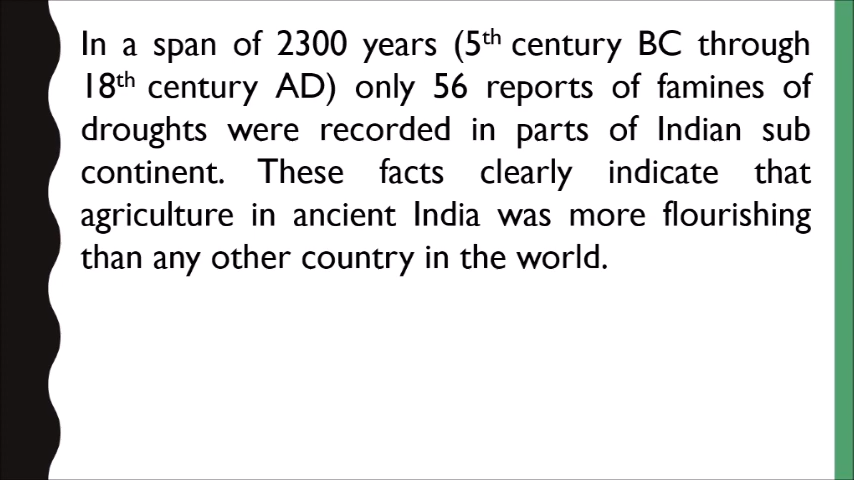 In a span of 2300 years (5th century BC through
18th century AD) only 56 reports of famines of
droughts were recorded in parts of Indian sub
continent. These facts clearly indicate that
agriculture in ancient India was more flourishing
than any other country in the world.